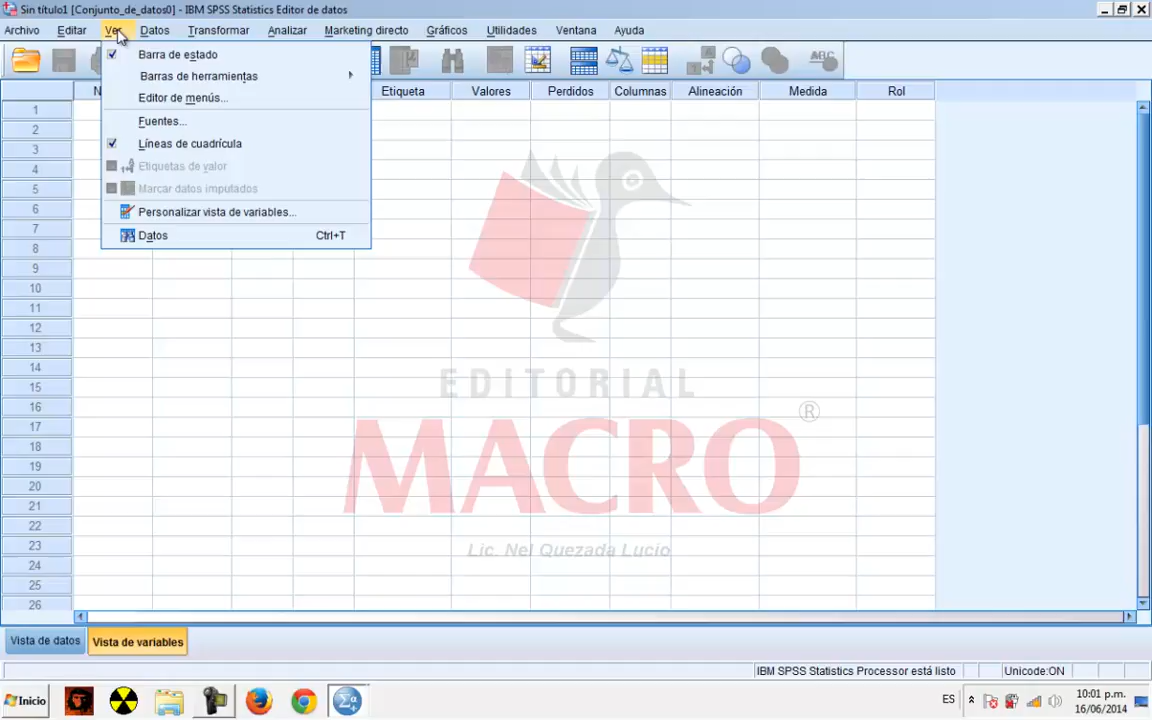 Sin título1 [Conjunto_de_datos0] - IBM SPSS Statistics Editor de datos
Archivo Editar Ver Datos Transformar Analizar Marketing directo Gráficos Utilidades Ventana Ayuda
Barra de estado
Barras de herramientas
Editor de menús...
Fuentes...
Líneas de cuadrícula
Etiquetas de valor
Marcar datos imputados
Personalizar vista de variables...
Datos Ctrl+T
ABC
N Etiqueta Valores Perdidos Columnas Alineación Medida Rol
1
2
3
4
5
6
7
8
9
10
11
12
13
14
15
16
17
18
19
20
21
22
23
24
25
26
EDITORIAL
MACRO ®
Lic. Nel Quezada Lucio
Vista de datos Vista de variables
IBM SPSS Statistics Processor está listo Unicode:ON
Inicio ES 10:01 p.m.
16/06/2014